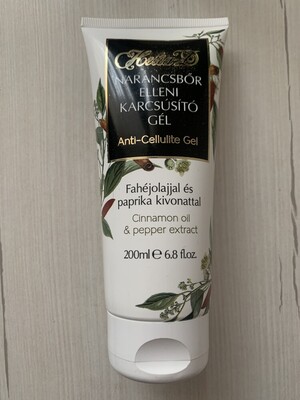 Helia-D
NARANCSBŐR
ELLENI
KARCSÚSÍTÓ
GÉL
Anti-Cellulite Gel
Fahéjolajjal és
paprika kivonattal
Cinnamon oil
& pepper extract
200ml e 6.8 fl.oz.